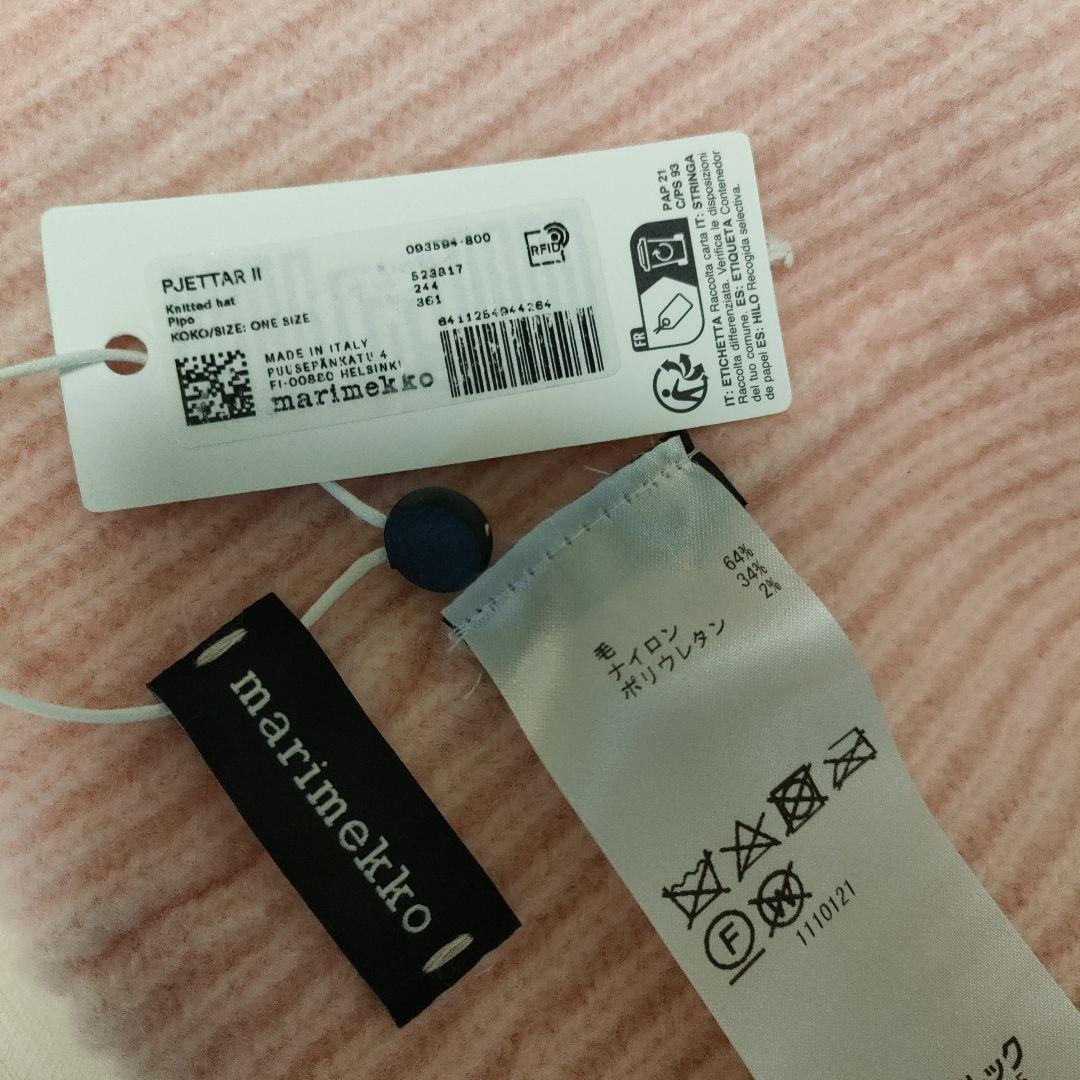 PJETTAR II
Knitted hat
Pipo
KOKO/SIZE: ONE SIZE
MADE IN ITALY
PUUSEPÄNKATU 4
FI-00880 HELSINKI
marimekko
093594-800
523817
244
361
6411254944264
RFID
PAP 21
C/PS 93
FR
IT: ETICHETTA Raccolta carta IT: STRINGA
Raccolta differenziata. Verifica le disposizioni
del tuo comune. ES: ETIQUETA Contenedor
de papel ES: HILO Recogida selectiva.
marimekko
毛 64%
ナイロン 34%
ポリウレタン 2%
F
W
1110121
ック